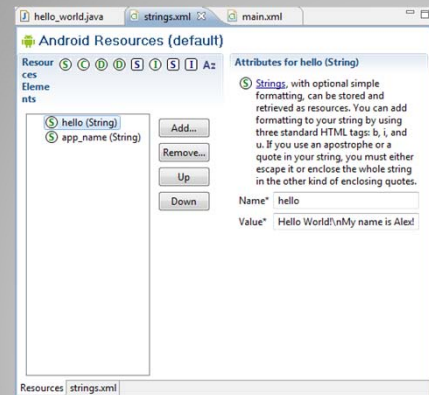 hello_world.java
strings.xml
main.xml
Android Resources (default)
Resour
ces
Eleme
nts
S C D D S I S I Az
hello (String)
app_name (String)
Add...
Remove...
Up
Down
Attributes for hello (String)
Strings, with optional simple
formatting, can be stored and
retrieved as resources. You can add
formatting to your string by using
three standard HTML tags: b, i, and
u. If you use an apostrophe or a
quote in your string, you must either
escape it or enclose the whole string
in the other kind of enclosing quotes.
Name* hello
Value* Hello World!\nMy name is Alex!
Resources strings.xml